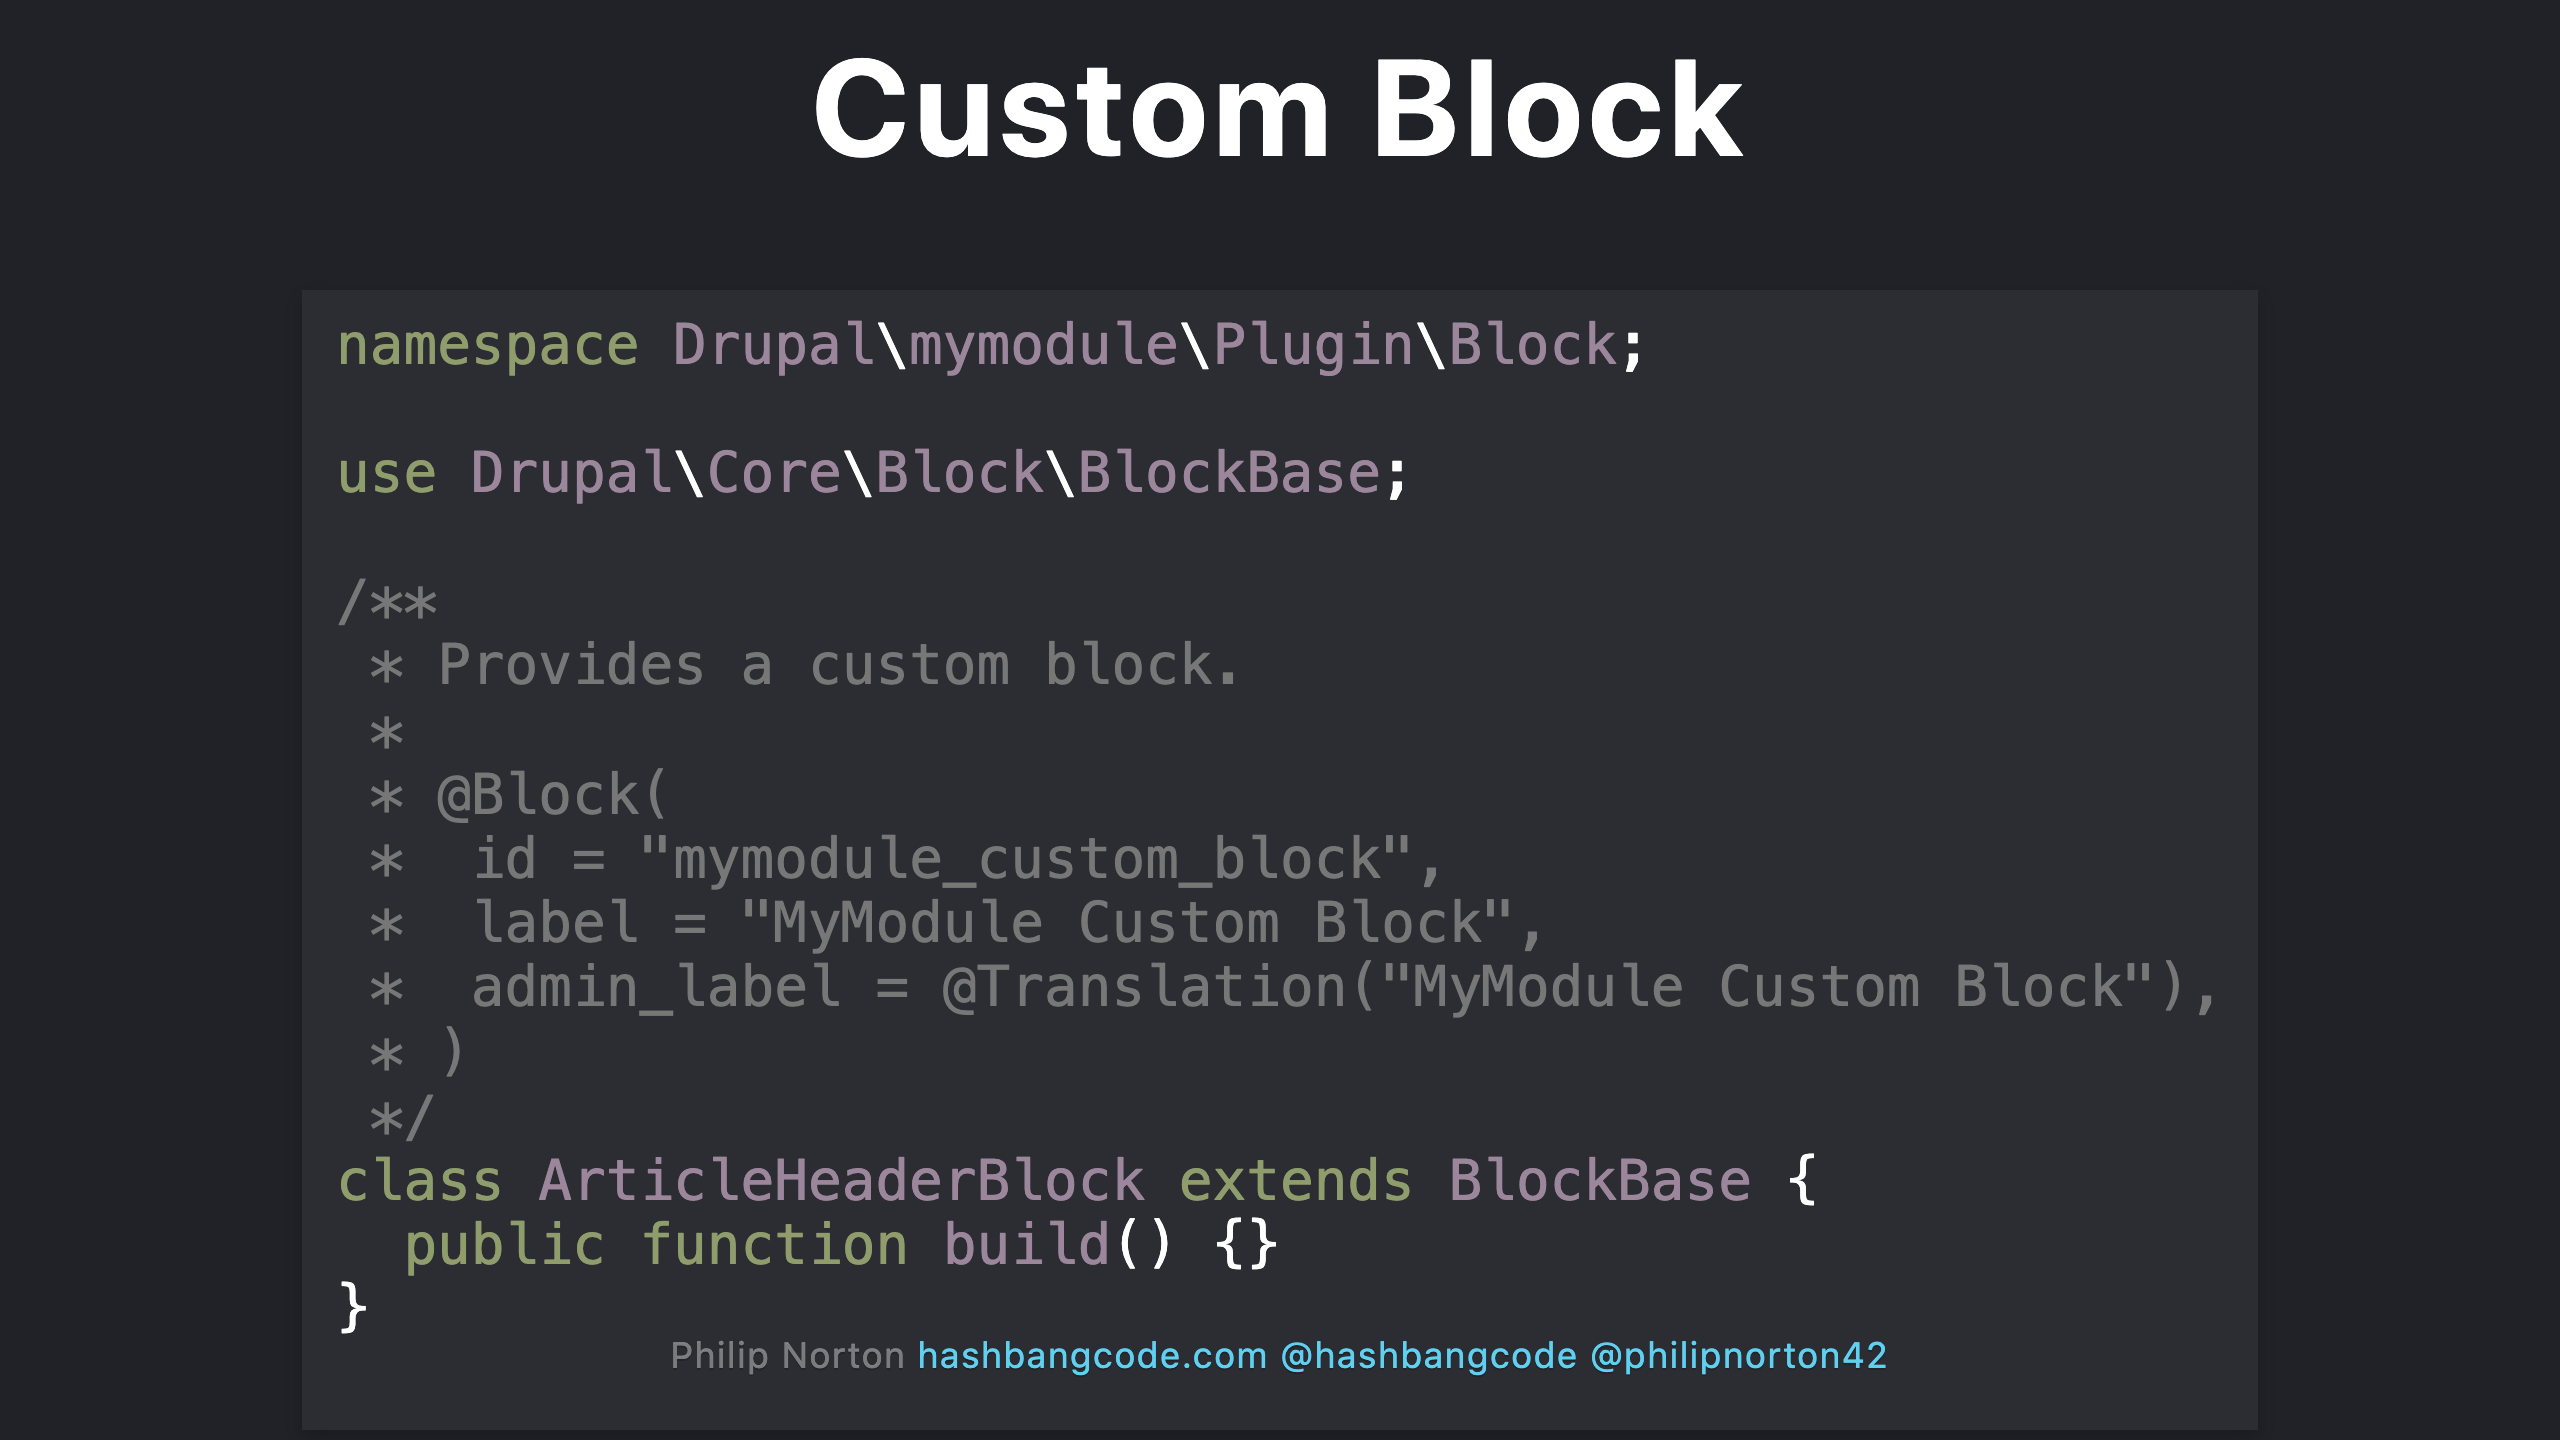 Custom Block
namespace Drupal\mymodule\Plugin\Block;
use Drupal\Core\Block\BlockBase;
/**
 * Provides a custom block.
 *
 * @Block(
 *  id = "mymodule_custom_block",
 *  label = "MyModule Custom Block",
 *  admin_label = @Translation("MyModule Custom Block"),
 * )
 */
class ArticleHeaderBlock extends BlockBase {
  public function build() {}
}
Philip Norton hashbangcode.com @hashbangcode @philipnorton42